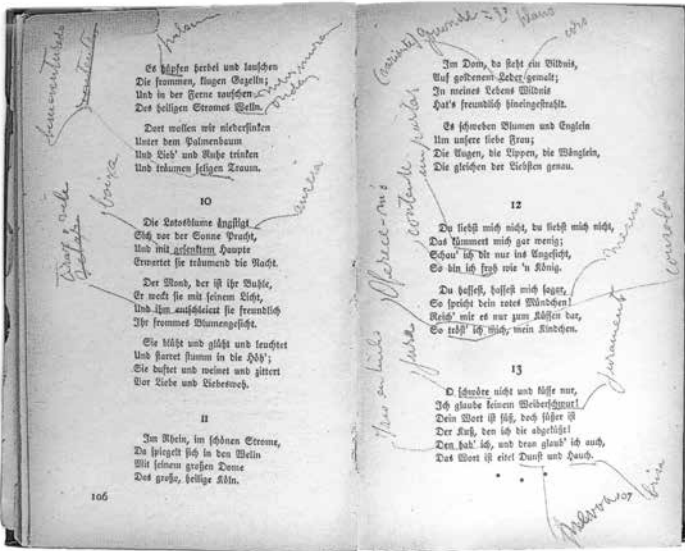 Es hüpfen herbei und lauschen
Die frommen, klugen Gazelln;
Und in der Ferne rauschen
Des heiligen Stromes Welln.
Dort wollen wir niedersinken
Unter dem Palmenbaum
Und Lieb' und Ruhe trinken
Und träumen seligen Traum.
10
Die Lotosblume ängstigt
Sich vor der Sonne Pracht,
Und mit gesenktem Haupte
Erwartet sie träumend die Nacht.
Der Mond, der ist ihr Buhle,
Er weckt sie mit seinem Licht,
Und ihm entschleiert sie freundlich
Ihr frommes Blumengesicht.
Sie blüht und glüht und leuchtet
Und starret stumm in die Höh';
Sie duftet und weinet und zittert
Vor Liebe und Liebesweh.
11
Im Rhein, im schönen Strome,
Da spiegelt sich in den Welln
Mit seinem großen Dome
Das große, heilige Köln.
106
Im Dom, da steht ein Bildnis,
Auf goldenem Leder gemalt;
In meines Lebens Wildnis
Hat's freundlich hineingestrahlt.
Es schweben Blumen und Englein
Um unsere liebe Frau;
Die Augen, die Lippen, die Wänglein,
Die gleichen der Liebsten genau.
12
Du liebst mich nicht, du liebst mich nicht,
Das kümmert mich gar wenig;
Schau' ich dir nur ins Angesicht,
So bin ich froh wie 'n König.
Du hassest, hassest mich sogar,
So spricht dein rotes Mündchen!
Reich' mir es nur zum Küssen dar,
So tröst' ich mich, mein Kindchen.
13
O schwöre nicht und küsse nur,
Ich glaube keinem Weiberschwur!
Dein Wort ist süß, doch süßer ist
Der Kuß, den ich dir abgeküßt!
Den hab' ich, und dran glaub' ich auch,
Das Wort ist eitel Dunst und Hauch.
* * *
contente
ansiosa
Oferece-nos
jura
consolar
juramento
brisa